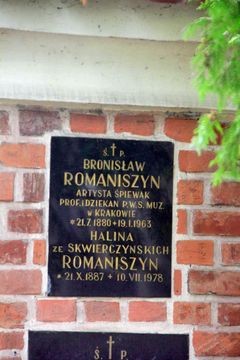 Ś † P.
BRONISŁAW
ROMANISZYN
ARTYSTA ŚPIEWAK
PROF. I DZIEKAN P.W.S. MUZ.
W KRAKOWIE
* 21.7.1880 + 19.1.1963
HALINA
ZE SKWIERCZYŃSKICH
ROMANISZYN
* 21.X.1887 + 10.VII.1978
Ś † P.